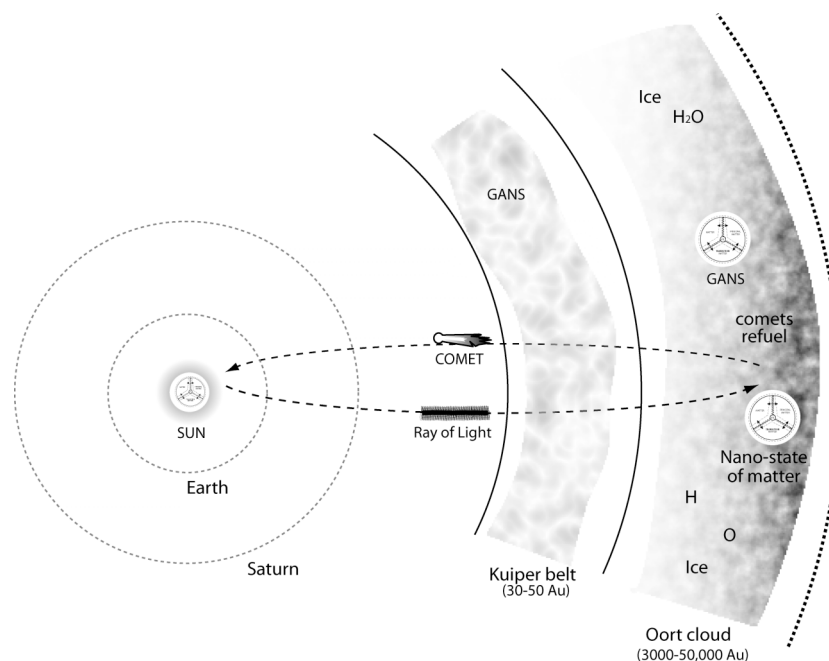 Ice
H₂O
GANS
GANS
comets
refuel
COMET
Ray of Light
SUN
Earth
Saturn
Nano-state
of matter
H
O
Ice
Kuiper belt
(30-50 Au)
Oort cloud
(3000-50,000 Au)